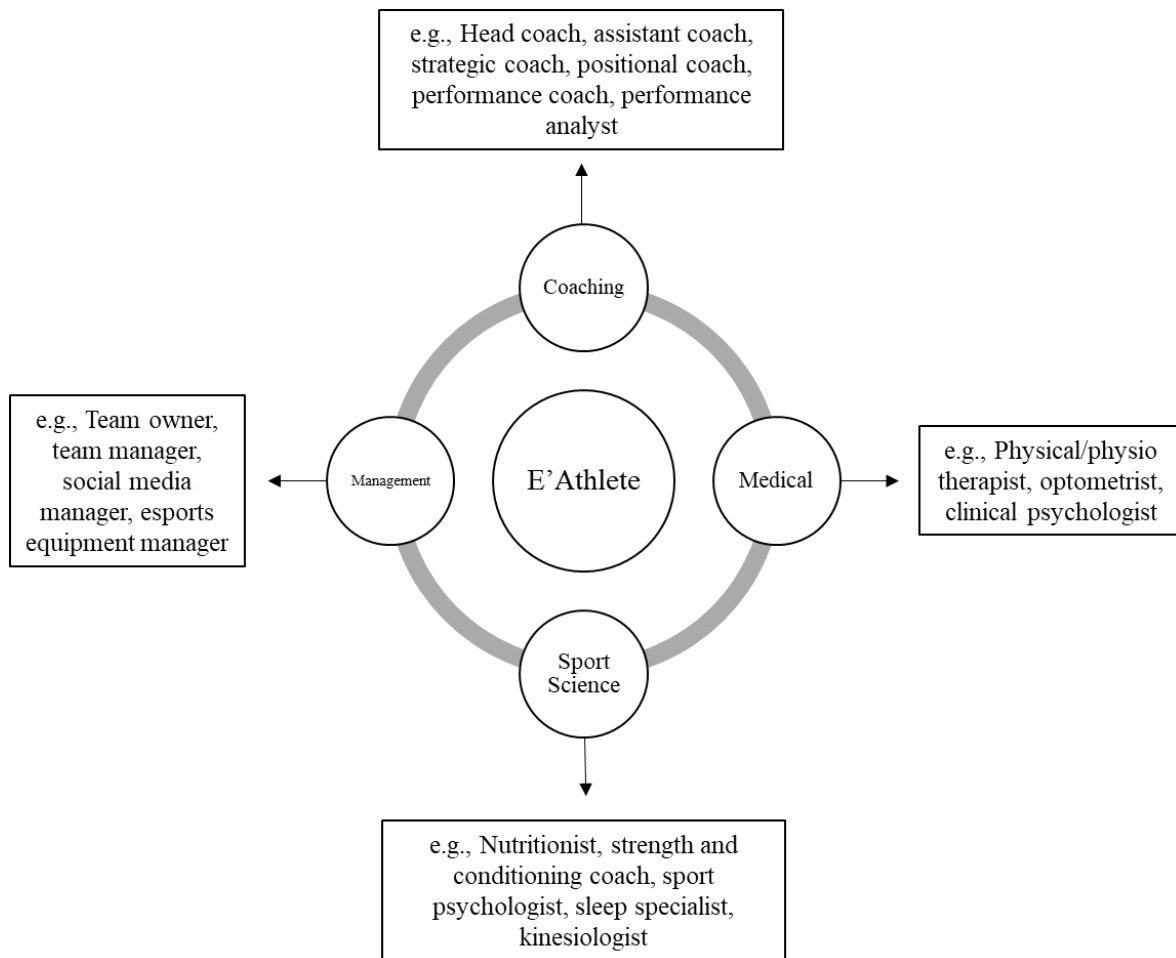 e.g., Head coach, assistant coach,
strategic coach, positional coach,
performance coach, performance
analyst
Coaching
e.g., Team owner,
team manager,
social media
manager, esports
equipment manager
Management
E’Athlete
Medical
e.g., Physical/physio
therapist, optometrist,
clinical psychologist
Sport
Science
e.g., Nutritionist, strength and
conditioning coach, sport
psychologist, sleep specialist,
kinesiologist